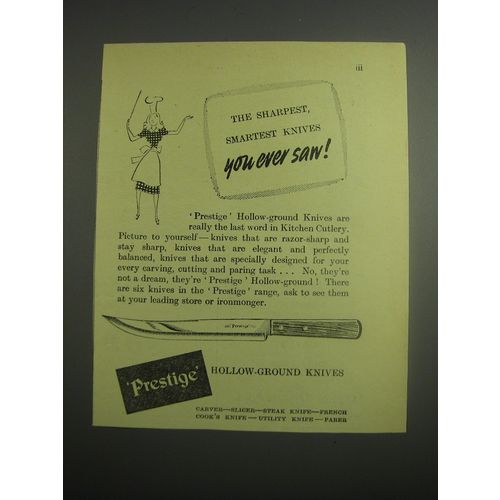 iii
THE SHARPEST,
SMARTEST KNIVES
you ever saw!
'Prestige' Hollow-ground Knives are
really the last word in Kitchen Cutlery.
Picture to yourself — knives that are razor-sharp and
stay sharp, knives that are elegant and perfectly
balanced, knives that are specially designed for your
every carving, cutting and paring task . . . No, they're
not a dream, they're 'Prestige' Hollow-ground ! There
are six knives in the 'Prestige' range, ask to see them
at your leading store or ironmonger.
Prestige
'Prestige'
HOLLOW-GROUND KNIVES
CARVER—SLICER—STEAK KNIFE—FRENCH
COOK'S KNIFE — UTILITY KNIFE — PARER